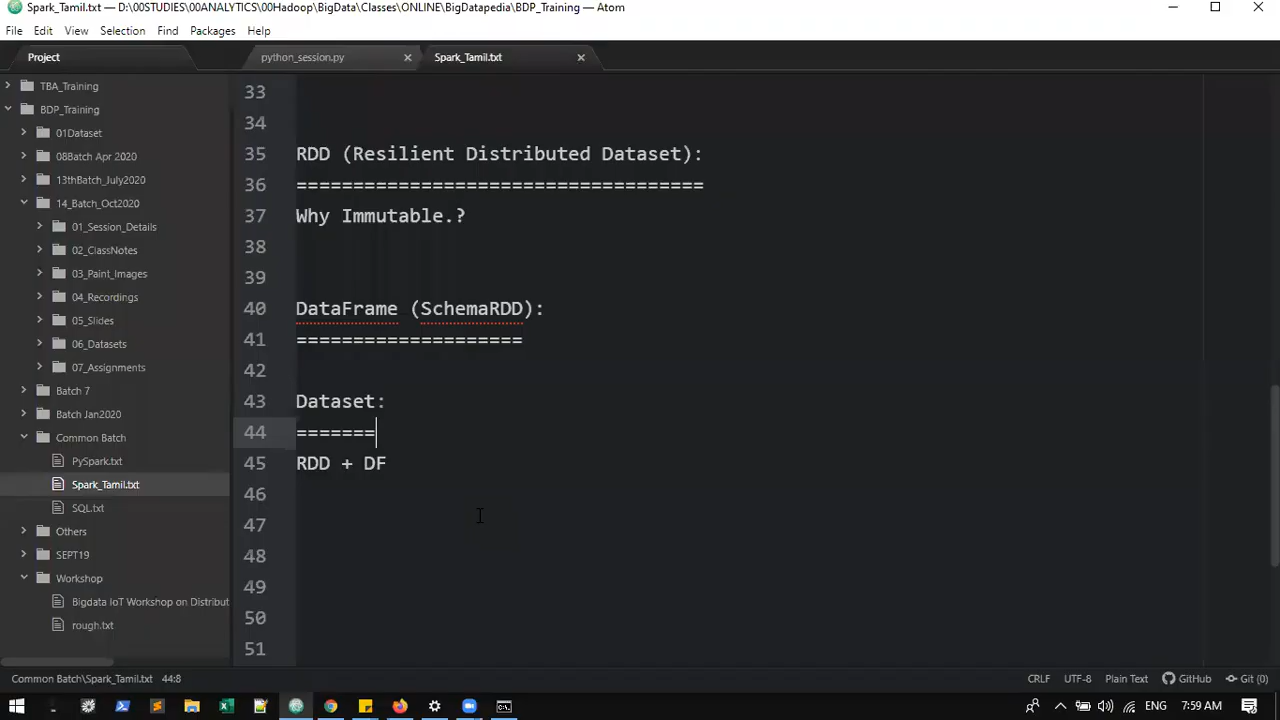 Spark_Tamil.txt — D:\00STUDIES\00ANALYTICS\00Hadoop\BigData\Classes\ONLINE\BigDatapedia\BDP_Training — Atom
File Edit View Selection Find Packages Help
Project
python_session.py
Spark_Tamil.txt
TBA_Training
BDP_Training
01Dataset
08Batch Apr 2020
13thBatch_July2020
14_Batch_Oct2020
01_Session_Details
02_ClassNotes
03_Paint_Images
04_Recordings
05_Slides
06_Datasets
07_Assignments
Batch 7
Batch Jan2020
Common Batch
PySpark.txt
Spark_Tamil.txt
SQL.txt
Others
SEPT19
Workshop
Bigdata IoT Workshop on Distribut
rough.txt
33
34
35 RDD (Resilient Distributed Dataset):
36 ====================================
37 Why Immutable.?
38
39
40 DataFrame (SchemaRDD):
41 ====================
42
43 Dataset:
44 =======
45 RDD + DF
46
47
48
49
50
51
Common Batch\Spark_Tamil.txt 44:8
CRLF UTF-8 Plain Text GitHub Git (0)
ENG 7:59 AM